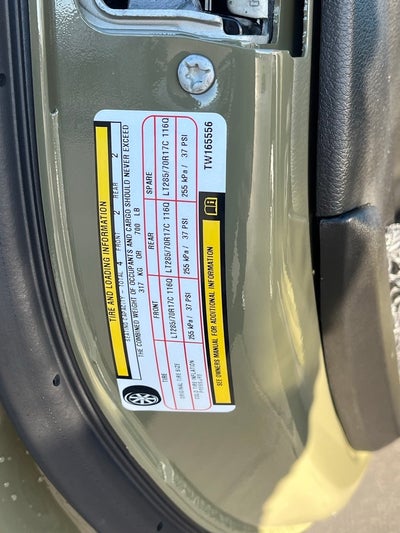 TIRE AND LOADING INFORMATION
SEATING CAPACITY - TOTAL 4 FRONT 2 REAR 2
THE COMBINED WEIGHT OF OCCUPANTS AND CARGO SHOULD NEVER EXCEED
317 KG OR 700 LB
TIRE FRONT REAR SPARE
ORIGINAL TIRE SIZE LT285/70R17C 116Q LT285/70R17C 116Q LT285/70R17C 116Q
COLD TIRE INFLATION PRESSURE 255 kPa / 37 PSI 255 kPa / 37 PSI 255 kPa / 37 PSI
SEE OWNERS MANUAL FOR ADDITIONAL INFORMATION
TW165556